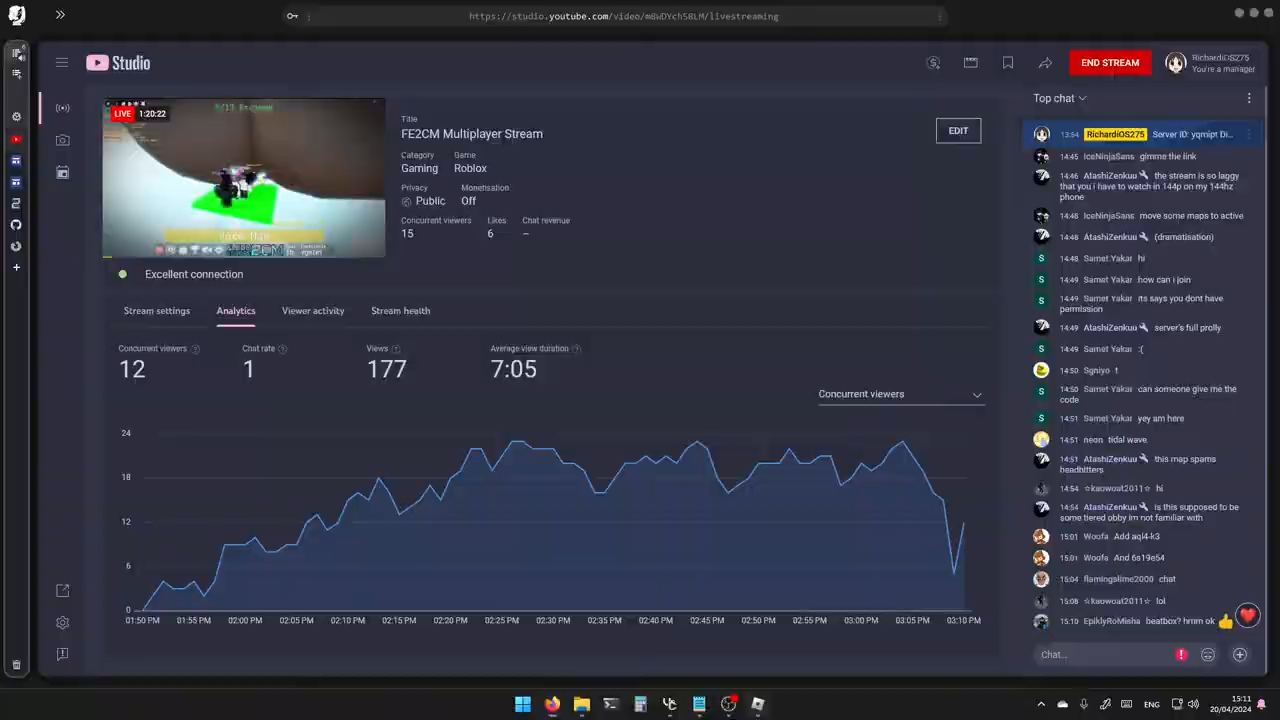 https://studio.youtube.com/video/mBWDYch58LM/livestreaming
Studio
END STREAM
RichardiOS275
You're a manager
LIVE 1:20:22
Title
FE2CM Multiplayer Stream
EDIT
Category Game
Gaming Roblox
Privacy Monetisation
Public Off
Concurrent viewers Likes Chat revenue
15 6 –
Excellent connection
Stream settings Analytics Viewer activity Stream health
Concurrent viewers Chat rate Views Average view duration
12 1 177 7:05
Concurrent viewers
24
18
12
6
0
01:50 PM 01:55 PM 02:00 PM 02:05 PM 02:10 PM 02:15 PM 02:20 PM 02:25 PM 02:30 PM 02:35 PM 02:40 PM 02:45 PM 02:50 PM 02:55 PM 03:00 PM 03:05 PM 03:10 PM
Top chat
13:54 RichardiOS275 Server ID: yqmipt Di...
14:45 IceNinjaSans gimme the link
14:46 AtashiZenkuu the stream is so laggy
that you i have to watch in 144p on my 144hz
phone
14:48 IceNinjaSans move some maps to active
14:48 AtashiZenkuu (dramatisation)
14:48 Samet Yakar hi
14:49 Samet Yakar how can i join
14:49 Samet Yakar its says you dont have
permission
14:49 AtashiZenkuu server's full prolly
14:49 Samet Yakar :(
14:50 Sgniyo !
14:50 Samet Yakar can someone give me the
code
14:51 Samet Yakar yey am here
14:51 neon tidal wave
14:51 AtashiZenkuu this map spams
headhitters
14:54 ☆kaowoat2011☆ hi
14:54 AtashiZenkuu is this supposed to be
some tiered obby im not familiar with
15:01 Woofa Add aql4-k3
15:01 Woofa And 6s19e54
15:04 flamingslime2000 chat
15:08 ☆kaowoat2011☆ lol
15:10 EpiklyRoMisha beatbox? hmm ok 👍
Chat...
ENG
15:11
20/04/2024